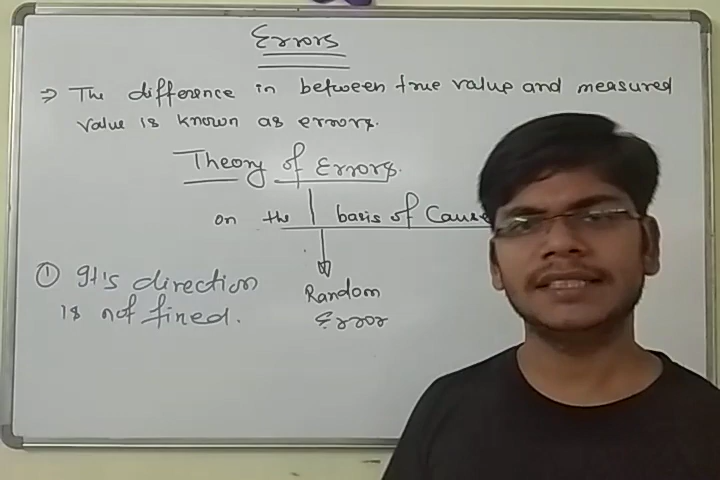 Errors
⇒ The difference in between true value and measured
value is known as errors.
Theory of Errors.
on the basis of Cause
① It's direction
is not fixed.
Random
Error